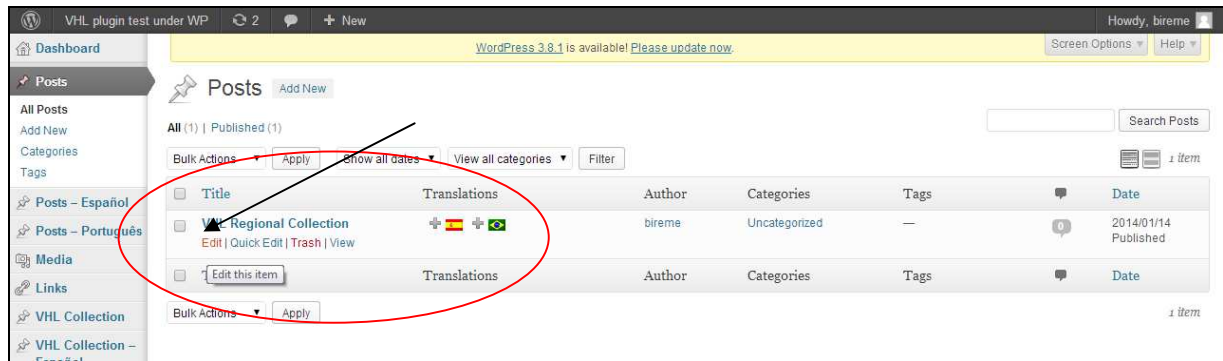 VHL plugin test under WP 2 + New Howdy, bireme
Dashboard
WordPress 3.8.1 is available! Please update now.
Screen Options Help
Posts
Posts Add New
All Posts
Add New
Categories
Tags
All (1) | Published (1)
Search Posts
Bulk Actions Apply Show all dates View all categories Filter
1 item
Title Translations Author Categories Tags Date
Posts – Español
VHL Regional Collection bireme Uncategorized — 0 2014/01/14
Published
Edit | Quick Edit | Trash | View
Posts – Português
Media
Edit this item
Translations Author Categories Tags Date
Links
VHL Collection
Bulk Actions Apply 1 item
VHL Collection –
Español